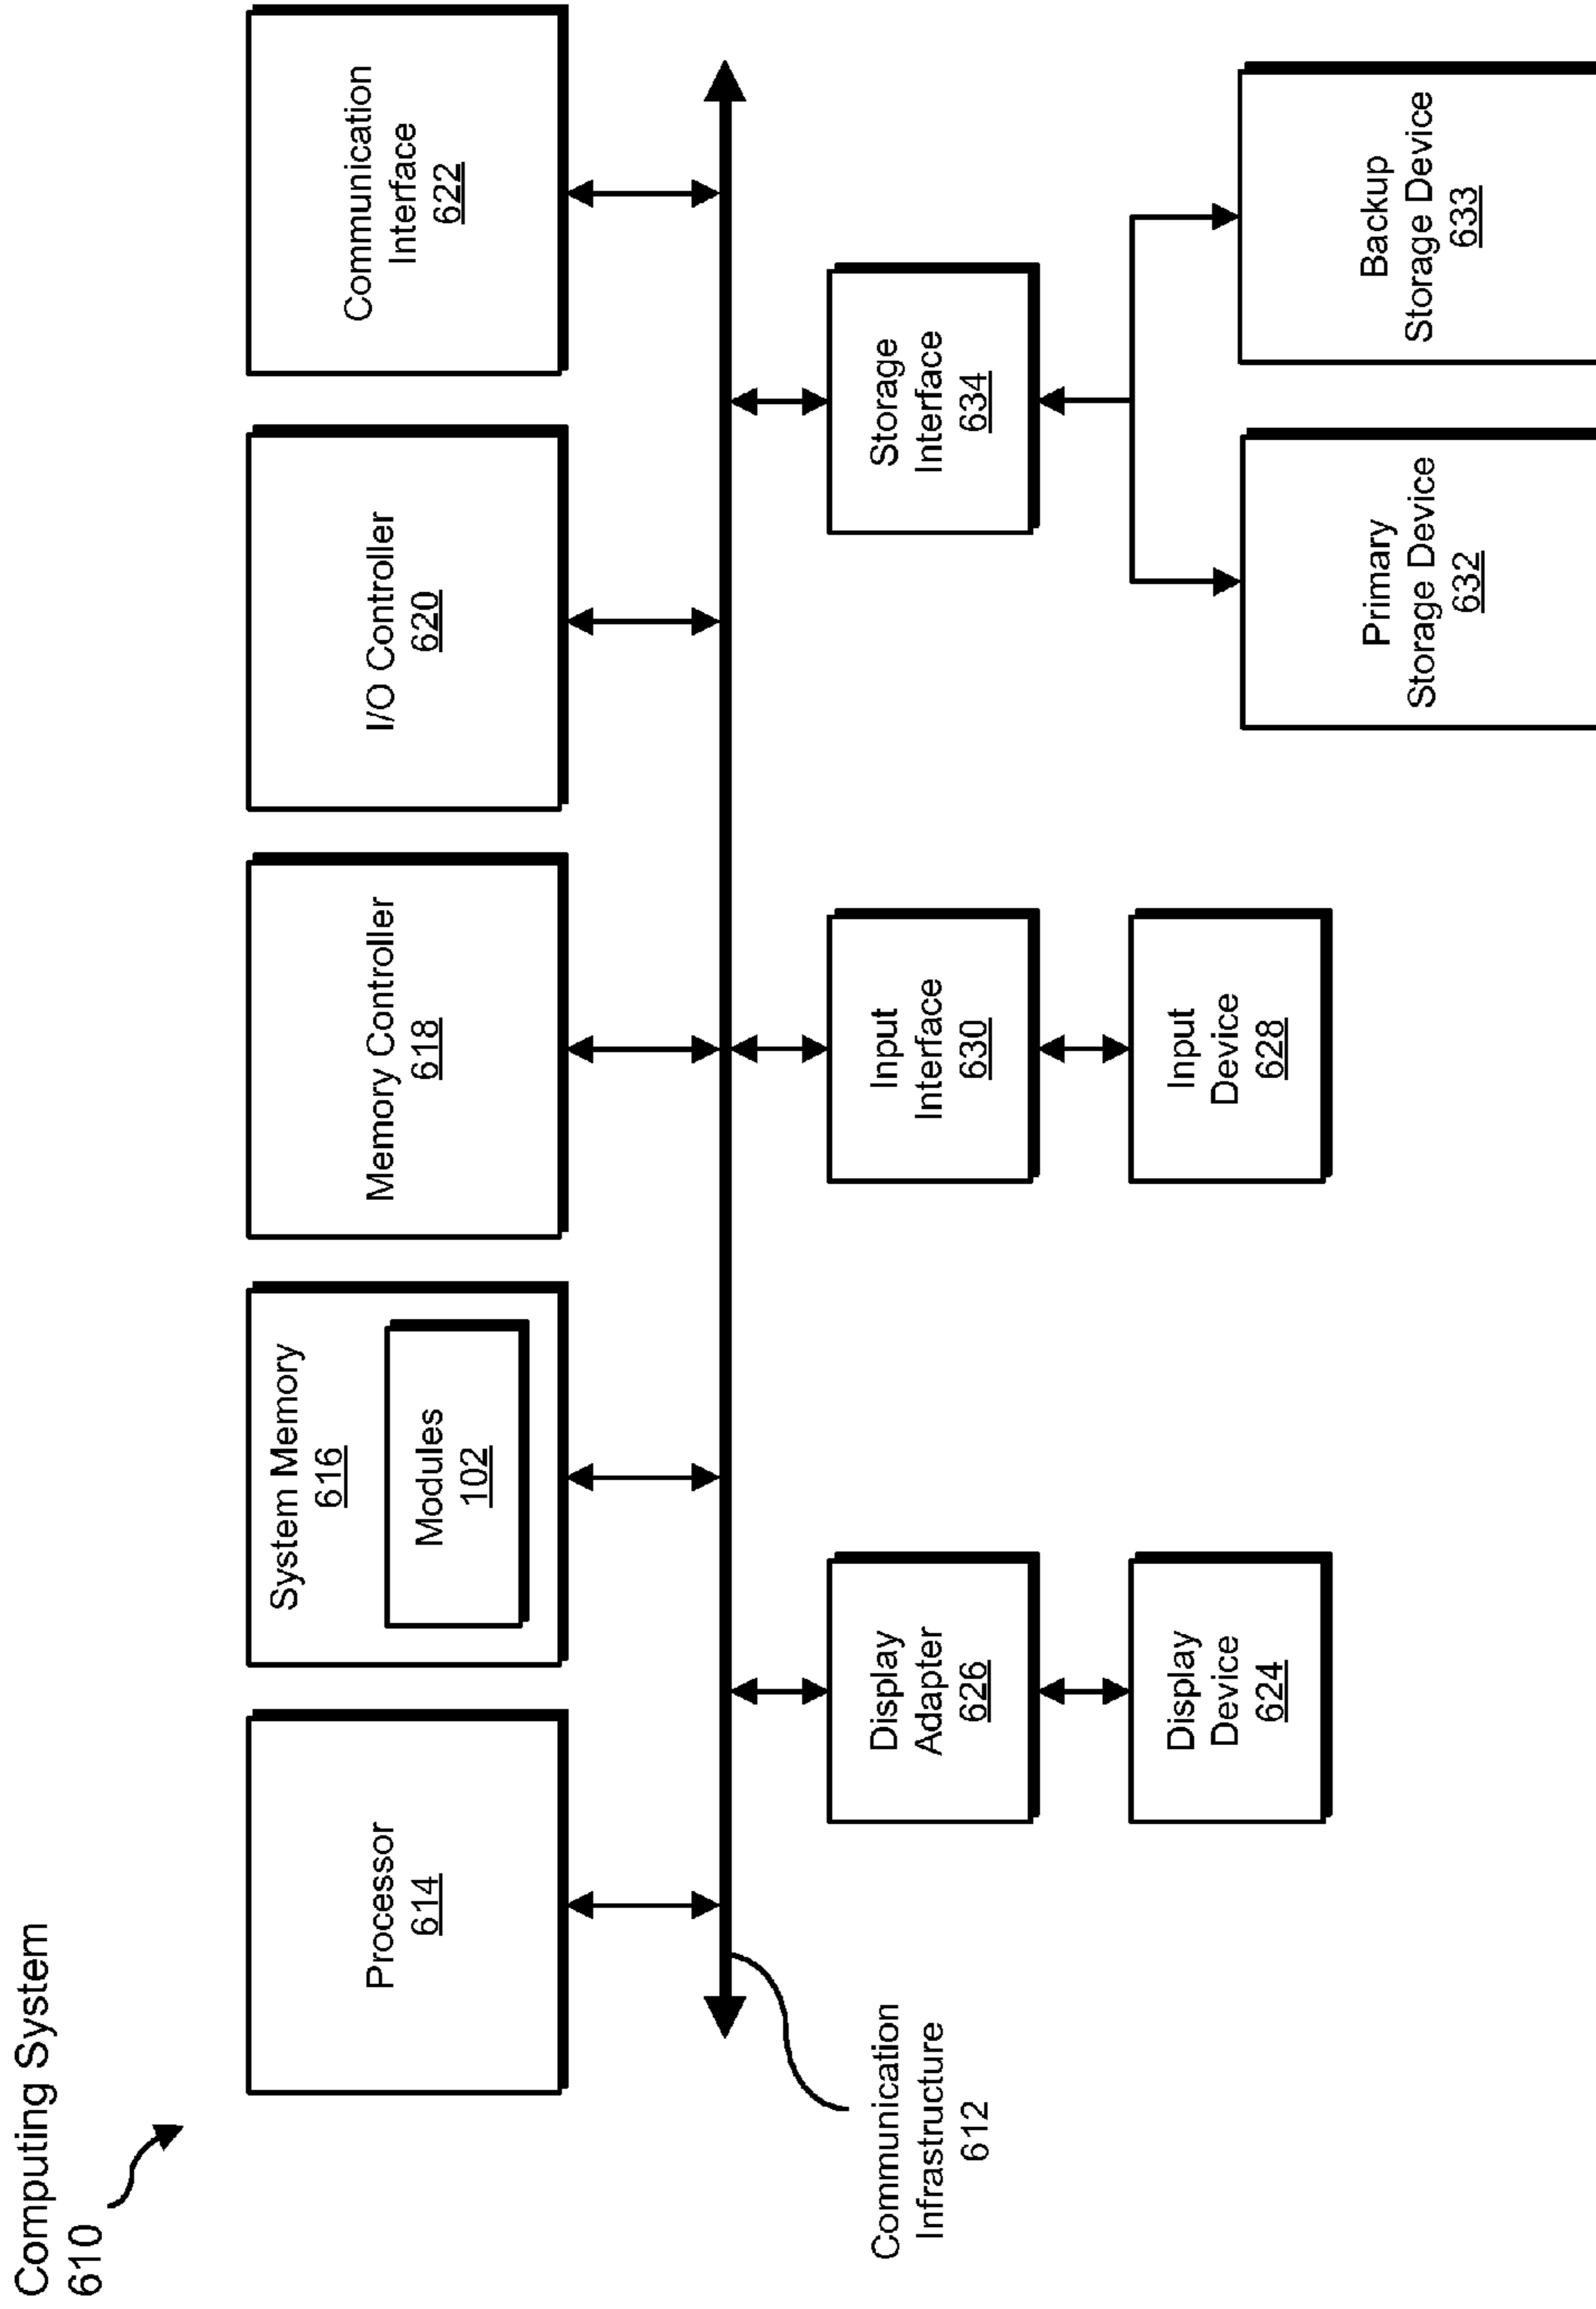 Computing System
610
Processor
614
System Memory
616
Modules
102
Memory Controller
618
I/O Controller
620
Communication
Interface
622
Communication
Infrastructure
612
Display
Adapter
626
Input
Interface
630
Storage
Interface
634
Display
Device
624
Input
Device
628
Primary
Storage Device
632
Backup
Storage Device
633